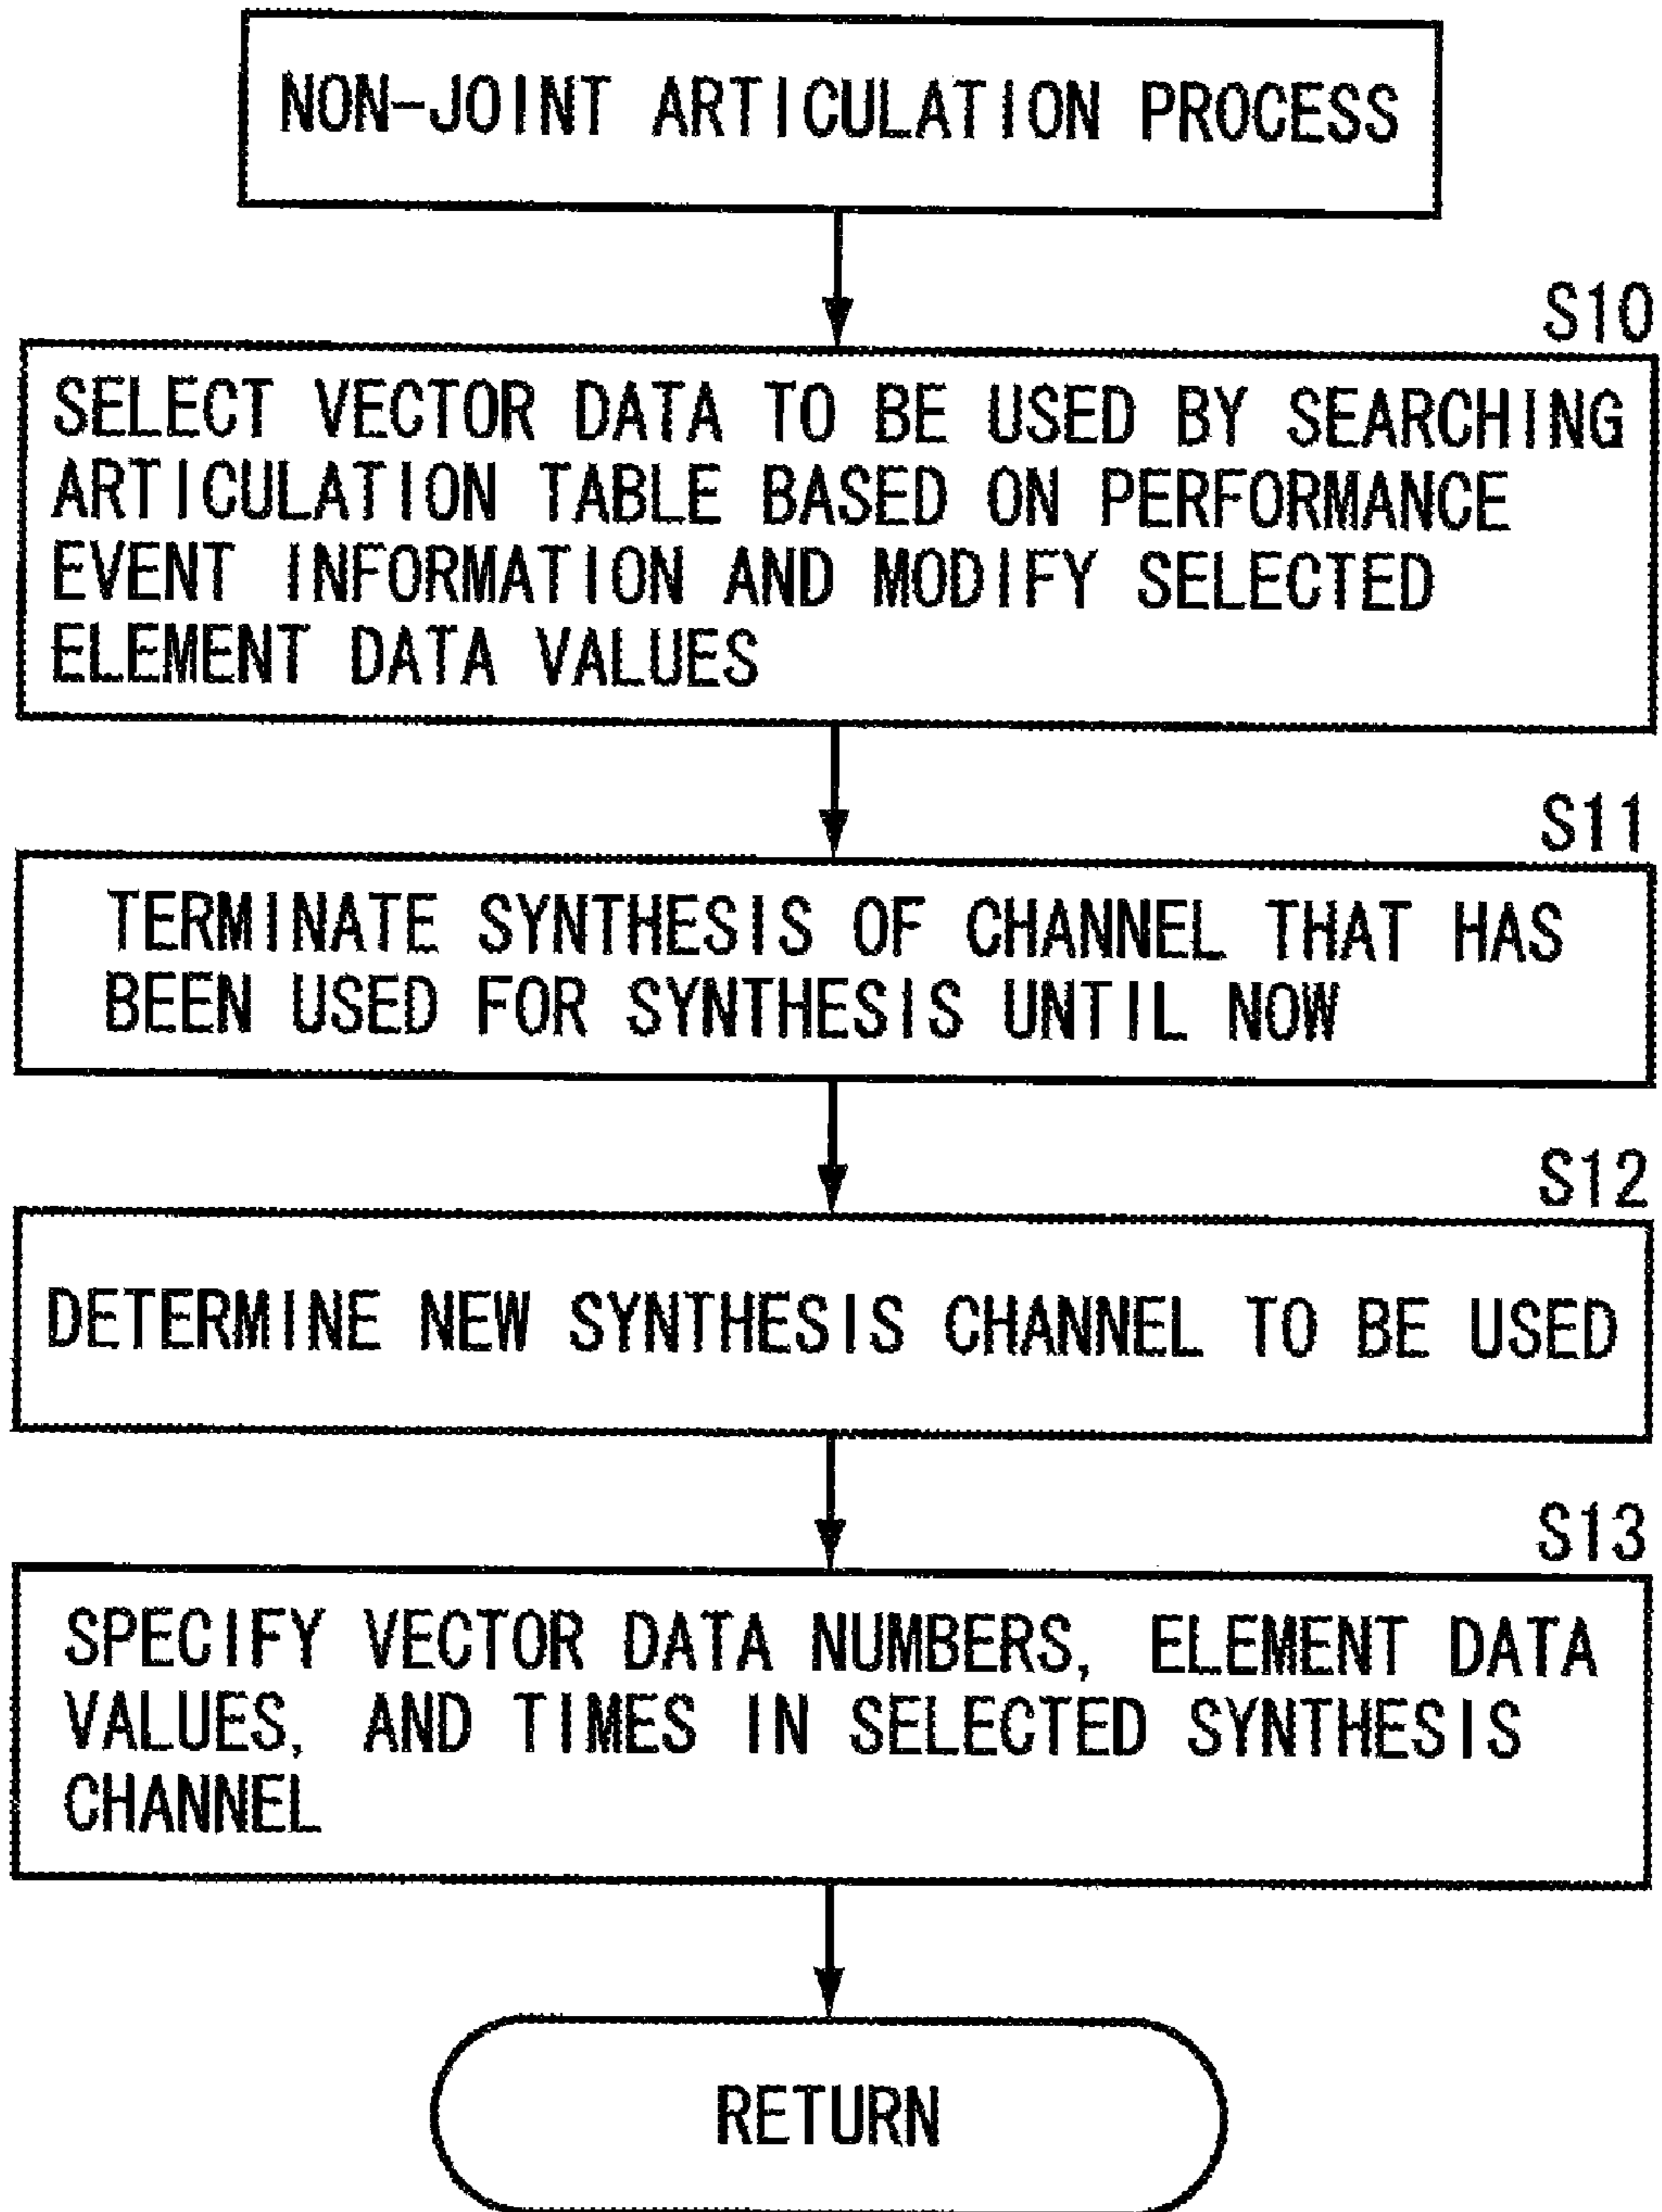 NON-JOINT ARTICULATION PROCESS
S10
SELECT VECTOR DATA TO BE USED BY SEARCHING
ARTICULATION TABLE BASED ON PERFORMANCE
EVENT INFORMATION AND MODIFY SELECTED
ELEMENT DATA VALUES
S11
TERMINATE SYNTHESIS OF CHANNEL THAT HAS
BEEN USED FOR SYNTHESIS UNTIL NOW
S12
DETERMINE NEW SYNTHESIS CHANNEL TO BE USED
S13
SPECIFY VECTOR DATA NUMBERS, ELEMENT DATA
VALUES, AND TIMES IN SELECTED SYNTHESIS
CHANNEL
RETURN